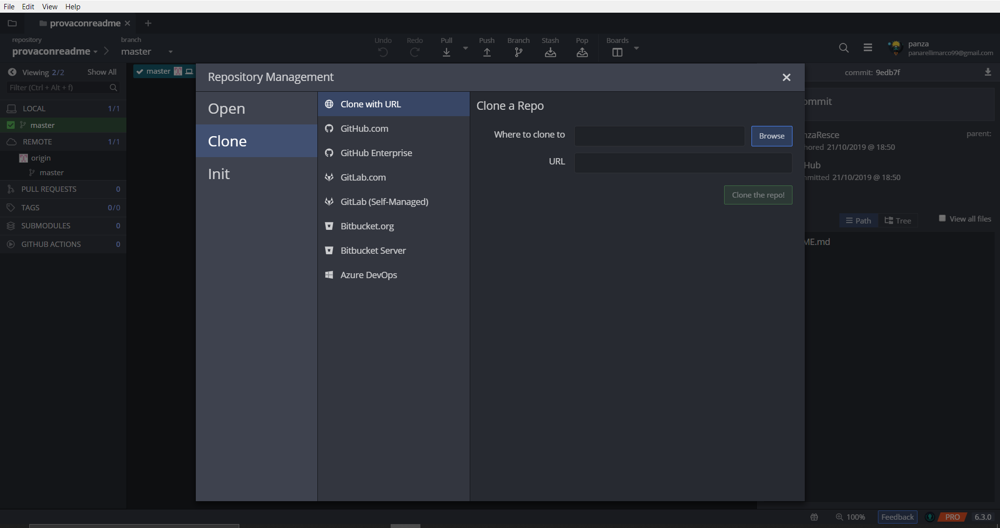 File Edit View Help
provaconreadme
repository
provaconreadme
branch
master
Undo Redo Pull Push Branch Stash Pop Boards
panza
panarellimarco99@gmail.com
Viewing 2/2 Show All
Filter (Ctrl + Alt + f)
LOCAL 1/1
master
REMOTE 1/1
origin
master
PULL REQUESTS 0
TAGS 0/0
SUBMODULES 0
GITHUB ACTIONS 0
master
Repository Management
Open
Clone
Init
Clone with URL
GitHub.com
GitHub Enterprise
GitLab.com
GitLab (Self-Managed)
Bitbucket.org
Bitbucket Server
Azure DevOps
Clone a Repo
Where to clone to
Browse
URL
Clone the repo!
commit: 9edb7f
ommit
nzaResce
parent:
hored 21/10/2019 @ 18:50
Hub
mitted 21/10/2019 @ 18:50
Path Tree
View all files
ME.md
100%
Feedback
PRO
6.3.0